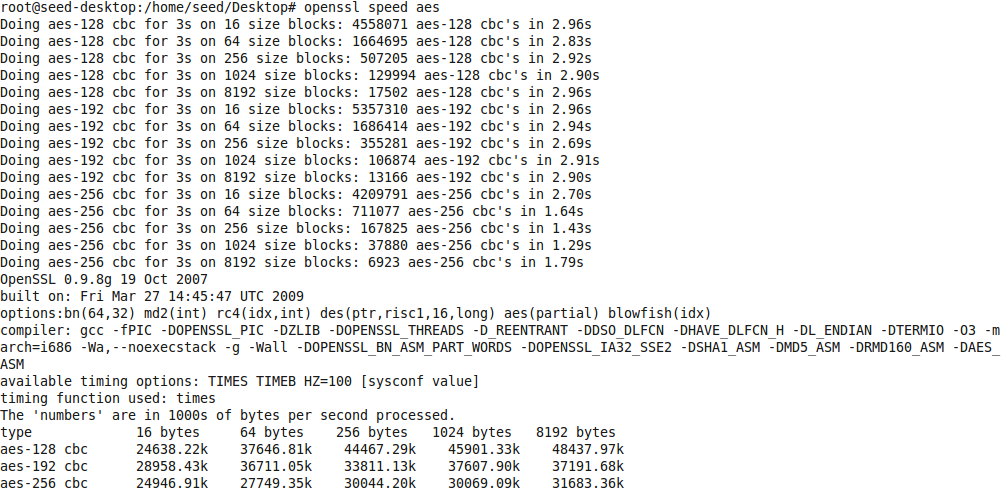 root@seed-desktop:/home/seed/Desktop# openssl speed aes
Doing aes-128 cbc for 3s on 16 size blocks: 4558071 aes-128 cbc's in 2.96s
Doing aes-128 cbc for 3s on 64 size blocks: 1664695 aes-128 cbc's in 2.83s
Doing aes-128 cbc for 3s on 256 size blocks: 507205 aes-128 cbc's in 2.92s
Doing aes-128 cbc for 3s on 1024 size blocks: 129994 aes-128 cbc's in 2.90s
Doing aes-128 cbc for 3s on 8192 size blocks: 17502 aes-128 cbc's in 2.96s
Doing aes-192 cbc for 3s on 16 size blocks: 5357310 aes-192 cbc's in 2.96s
Doing aes-192 cbc for 3s on 64 size blocks: 1686414 aes-192 cbc's in 2.94s
Doing aes-192 cbc for 3s on 256 size blocks: 355281 aes-192 cbc's in 2.69s
Doing aes-192 cbc for 3s on 1024 size blocks: 106874 aes-192 cbc's in 2.91s
Doing aes-192 cbc for 3s on 8192 size blocks: 13166 aes-192 cbc's in 2.90s
Doing aes-256 cbc for 3s on 16 size blocks: 4209791 aes-256 cbc's in 2.70s
Doing aes-256 cbc for 3s on 64 size blocks: 711077 aes-256 cbc's in 1.64s
Doing aes-256 cbc for 3s on 256 size blocks: 167825 aes-256 cbc's in 1.43s
Doing aes-256 cbc for 3s on 1024 size blocks: 37880 aes-256 cbc's in 1.29s
Doing aes-256 cbc for 3s on 8192 size blocks: 6923 aes-256 cbc's in 1.79s
OpenSSL 0.9.8g 19 Oct 2007
built on: Fri Mar 27 14:45:47 UTC 2009
options:bn(64,32) md2(int) rc4(idx,int) des(ptr,risc1,16,long) aes(partial) blowfish(idx)
compiler: gcc -fPIC -DOPENSSL_PIC -DZLIB -DOPENSSL_THREADS -D_REENTRANT -DDSO_DLFCN -DHAVE_DLFCN_H -DL_ENDIAN -DTERMIO -O3 -m
arch=i686 -Wa,--noexecstack -g -Wall -DOPENSSL_BN_ASM_PART_WORDS -DOPENSSL_IA32_SSE2 -DSHA1_ASM -DMD5_ASM -DRMD160_ASM -DAES_
ASM
available timing options: TIMES TIMEB HZ=100 [sysconf value]
timing function used: times
The 'numbers' are in 1000s of bytes per second processed.
type             16 bytes     64 bytes    256 bytes   1024 bytes   8192 bytes
aes-128 cbc      24638.22k    37646.81k    44467.29k    45901.33k    48437.97k
aes-192 cbc      28958.43k    36711.05k    33811.13k    37607.90k    37191.68k
aes-256 cbc      24946.91k    27749.35k    30044.20k    30069.09k    31683.36k